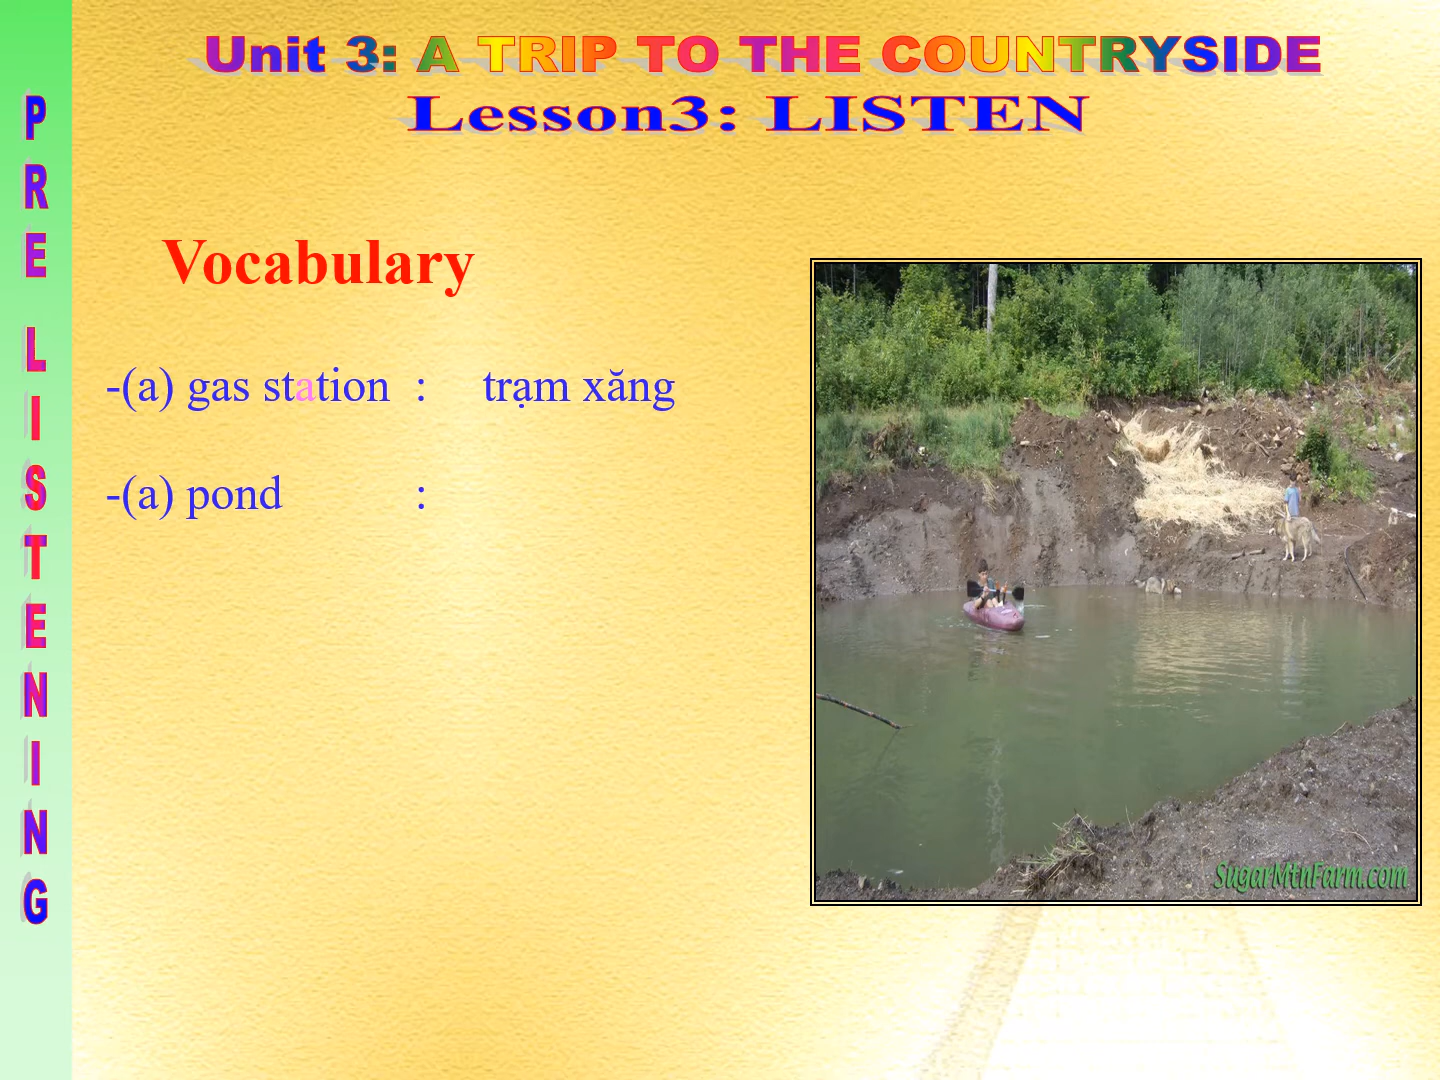 Unit 3: A TRIP TO THE COUNTRYSIDE
Lesson3: LISTEN
PRE LISTENING
Vocabulary
-(a) gas station : trạm xăng
-(a) pond :
SugarMtnFarm.com